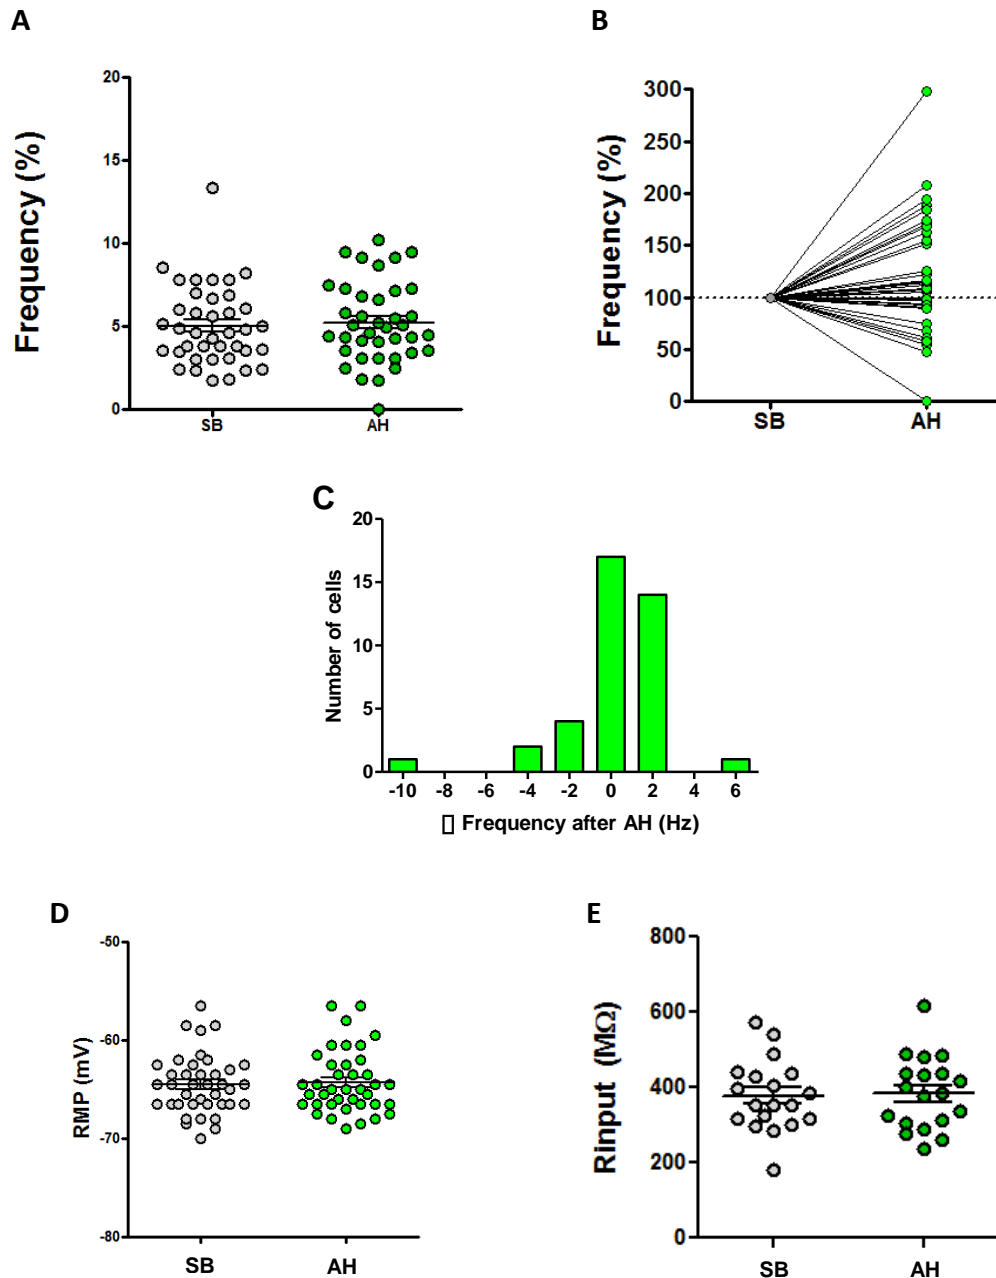 A
B
Frequency (%)
20
15
10
5
0
SB
AH
Frequency (%)
300
250
200
150
100
50
0
SB
AH
C
Number of cells
20
15
10
5
0
-10 -8 -6 -4 -2 0 2 4 6
▯ Frequency after AH (Hz)
D
E
RMP (mV)
-50
-60
-70
-80
SB
AH
Rinput (MΩ)
800
600
400
200
0
SB
AH